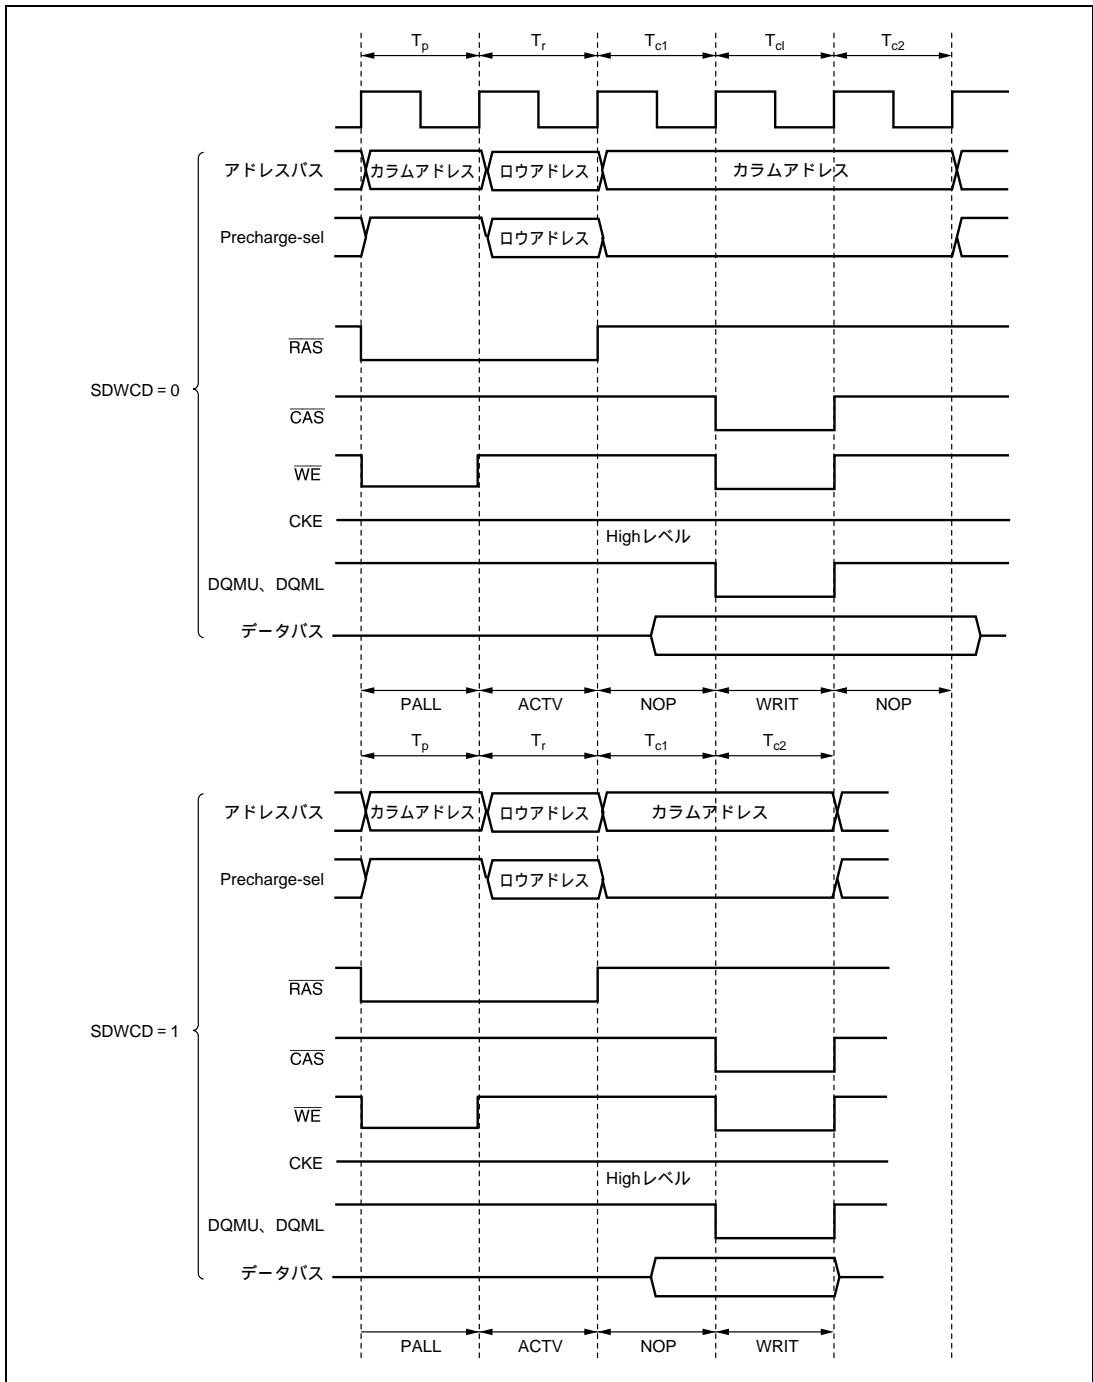 Tp Tr Tc1 Tcl Tc2
アドレスバス カラムアドレス ロウアドレス カラムアドレス
Precharge-sel ロウアドレス
RAS
SDWCD = 0
CAS
WE
CKE
Highレベル
DQMU、DQML
データバス
PALL ACTV NOP WRIT NOP
Tp Tr Tc1 Tc2
アドレスバス カラムアドレス ロウアドレス カラムアドレス
Precharge-sel ロウアドレス
RAS
SDWCD = 1
CAS
WE
CKE
Highレベル
DQMU、DQML
データバス
PALL ACTV NOP WRIT